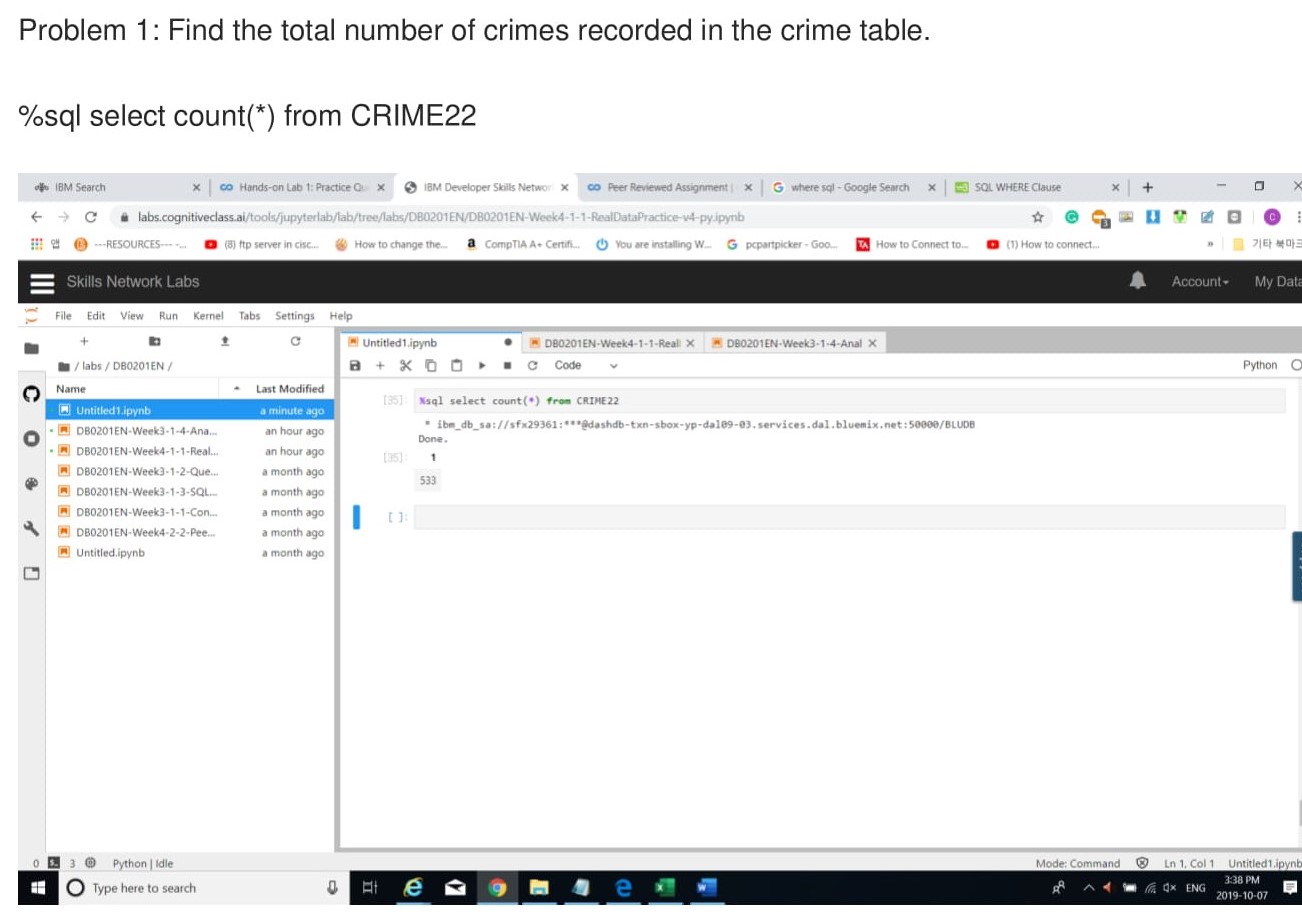 Problem 1: Find the total number of crimes recorded in the crime table.
%sql select count(*) from CRIME22
IBM Search
Hands-on Lab 1: Practice Qu
IBM Developer Skills Networ
Peer Reviewed Assignment |
where sql - Google Search
SQL WHERE Clause
labs.cognitiveclass.ai/tools/jupyterlab/lab/tree/labs/DB0201EN/DB0201EN-Week4-1-1-RealDataPractice-v4-py.ipynb
앱 ---RESOURCES--- -... (8) ftp server in cisc... How to change the... a CompTIA A+ Certifi... You are installing W... G pcpartpicker - Goo... TA How to Connect to... (1) How to connect... » 기타 북마크
Skills Network Labs
Account
My Data
File Edit View Run Kernel Tabs Settings Help
Untitled1.ipynb
DB0201EN-Week4-1-1-Reall
DB0201EN-Week3-1-4-Anal
/ labs / DB0201EN /
Code
Python
Name Last Modified
Untitled1.ipynb a minute ago
DB0201EN-Week3-1-4-Ana... an hour ago
DB0201EN-Week4-1-1-Real... an hour ago
DB0201EN-Week3-1-2-Que... a month ago
DB0201EN-Week3-1-3-SQL... a month ago
DB0201EN-Week3-1-1-Con... a month ago
DB0201EN-Week4-2-2-Pee... a month ago
Untitled.ipynb a month ago
[35]: %sql select count(*) from CRIME22
* ibm_db_sa://sfx29361:***@dashdb-txn-sbox-yp-dal09-03.services.dal.bluemix.net:50000/BLUDB
Done.
[35]: 1
533
[ ]:
0 3 Python | Idle
Mode: Command Ln 1, Col 1 Untitled1.ipynb
Type here to search
ENG
3:38 PM
2019-10-07